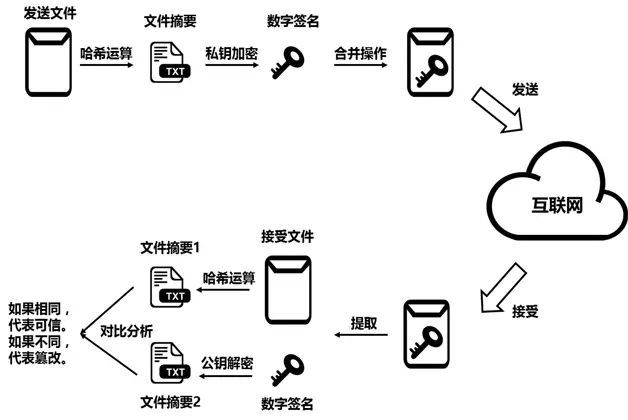 发送文件
文件摘要
数字签名
哈希运算
私钥加密
合并操作
TXT
发送
互联网
接受
接受文件
提取
哈希运算
文件摘要1
TXT
如果相同，
代表可信。
如果不同，
代表篡改。
对比分析
公钥解密
TXT
文件摘要2
数字签名